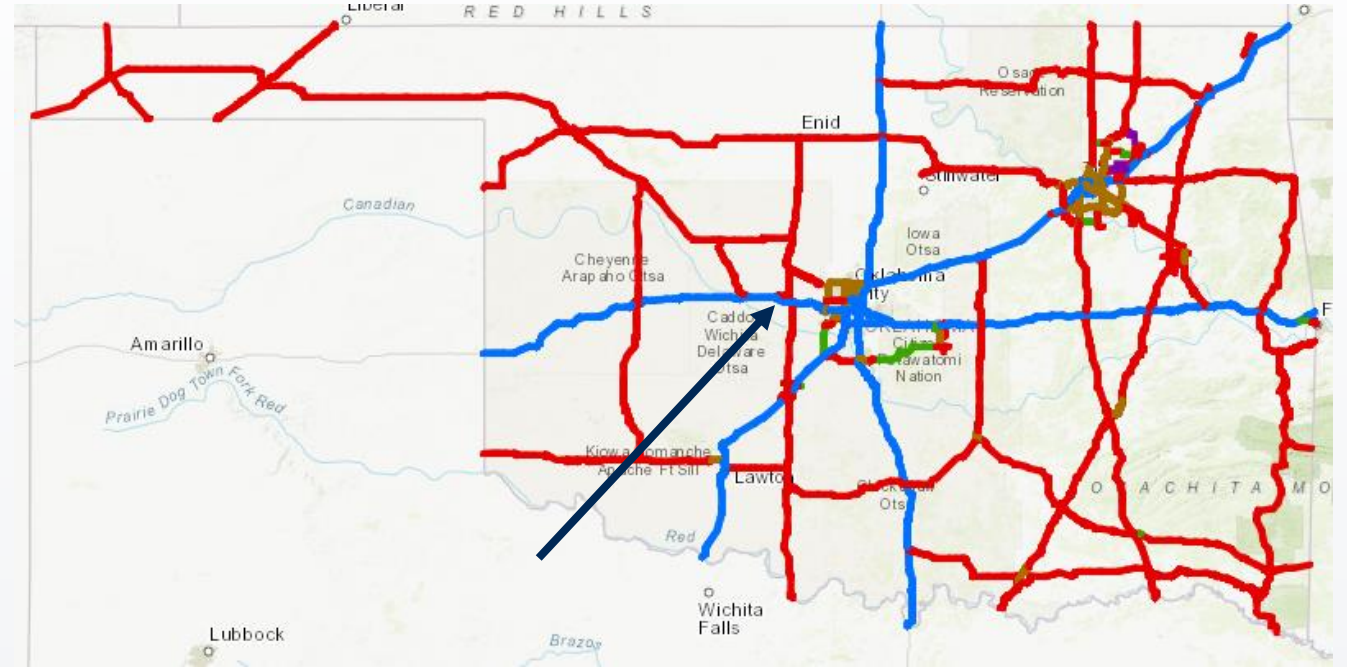 Liberal
RED HILLS
Osage
Reservation
Enid
Stillwater
Canadian
Iowa
Otsa
Cheyenne
Arapaho Otsa
Oklahoma
City
Caddo
Wichita
Delaware
Otsa
Citizen
Potawatomi
Nation
Amarillo
Prairie Dog Town Fork Red
Kiowa Comanche
Apache Ft Sill
Lawton
Otsa
OUACHITA MO
Red
Wichita
Falls
Lubbock
Brazos
F